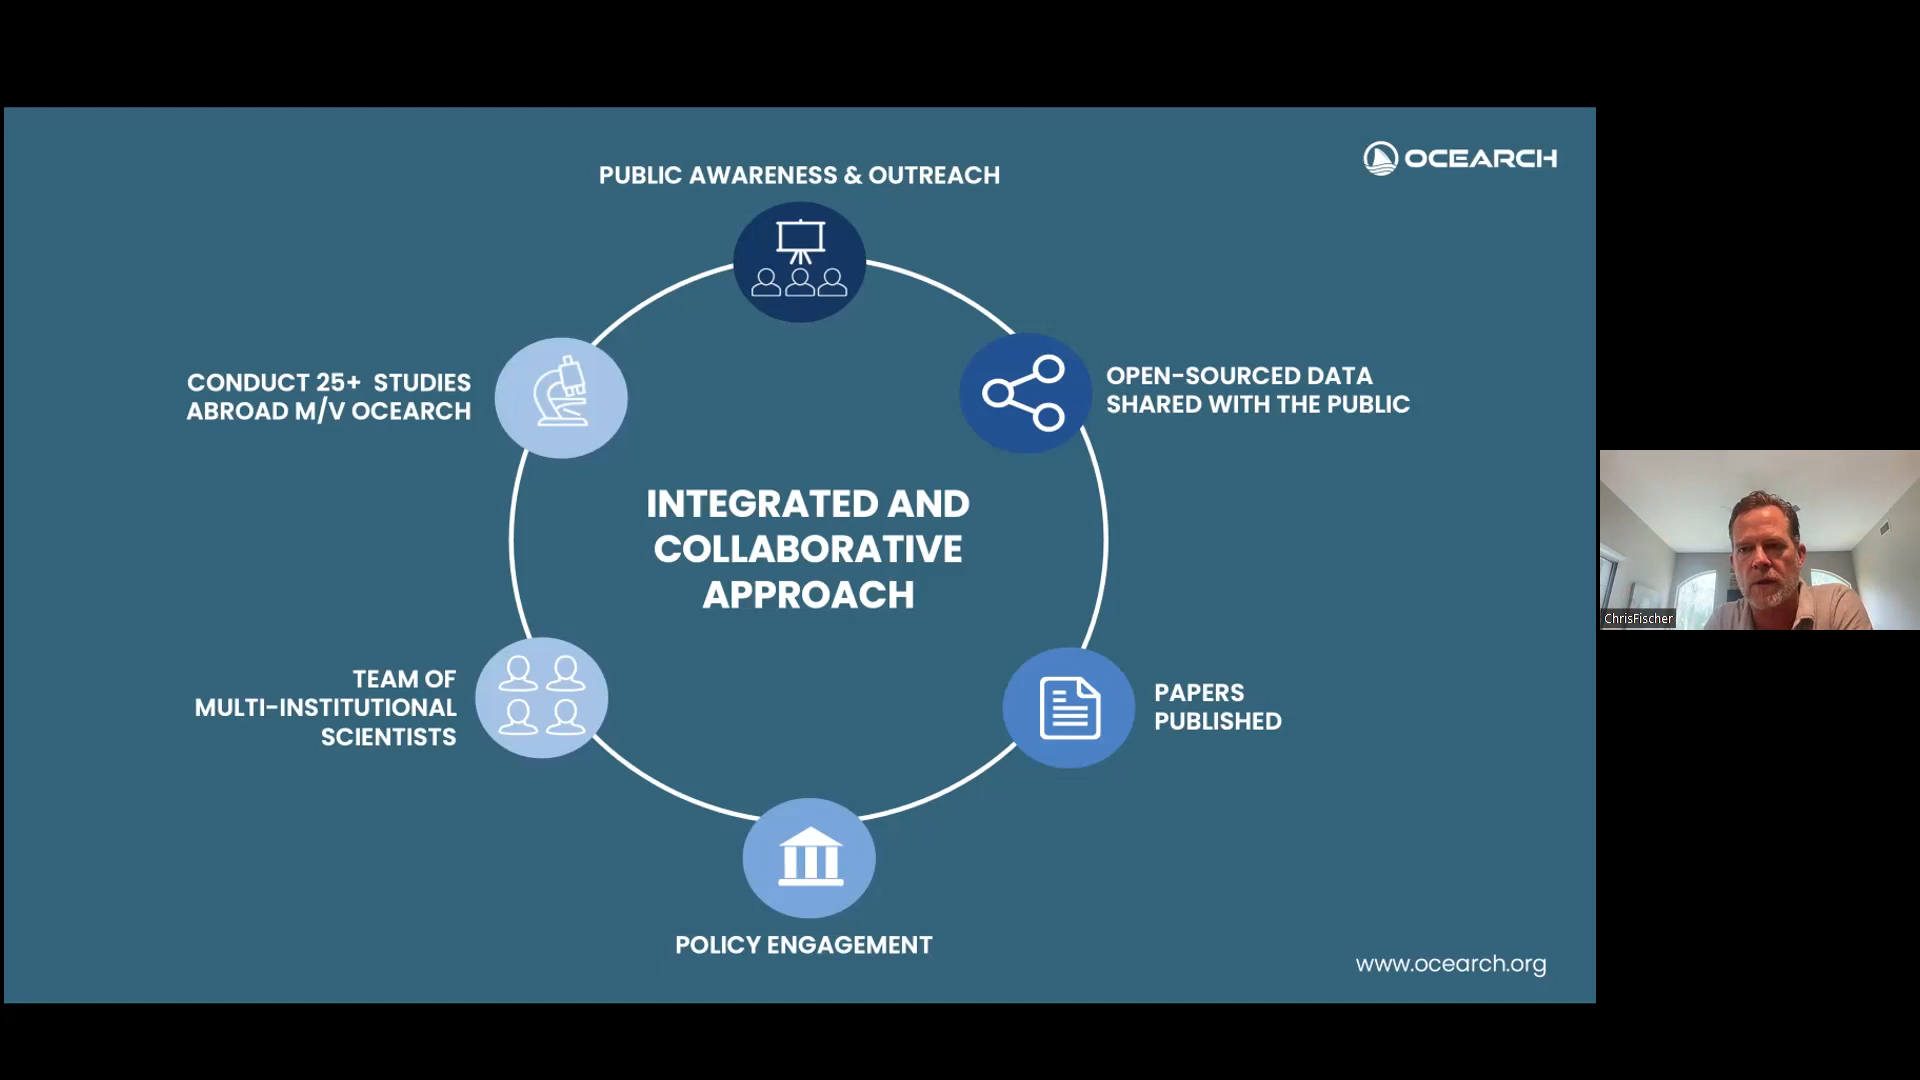 OCEARCH
PUBLIC AWARENESS & OUTREACH
CONDUCT 25+ STUDIES
ABROAD M/V OCEARCH
OPEN-SOURCED DATA
SHARED WITH THE PUBLIC
INTEGRATED AND
COLLABORATIVE
APPROACH
ChrisFischer
TEAM OF
MULTI-INSTITUTIONAL
SCIENTISTS
PAPERS
PUBLISHED
POLICY ENGAGEMENT
www.ocearch.org